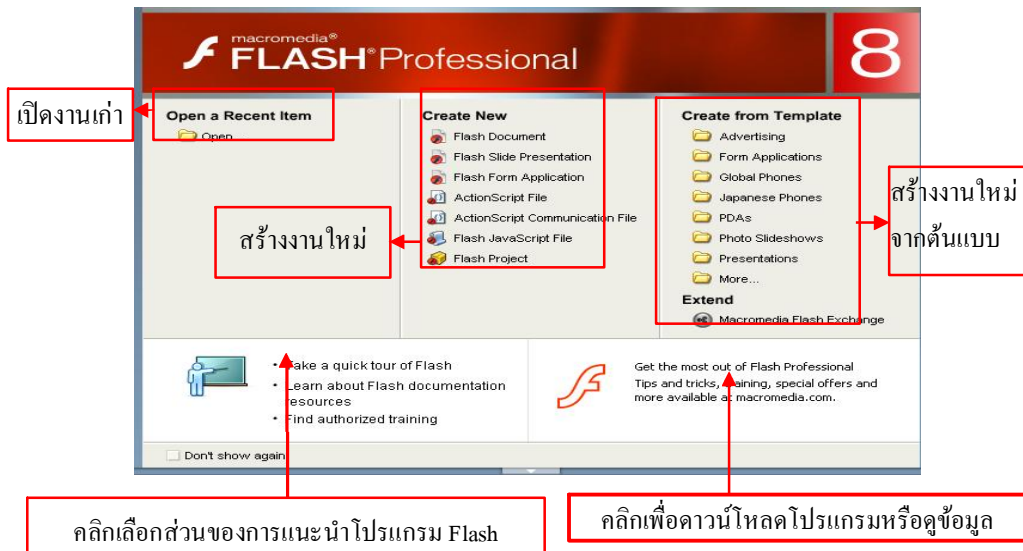 macromedia®
FLASH® Professional
8
เปิดงานเก่า
Open a Recent Item
Open...
Create New
Flash Document
Flash Slide Presentation
Flash Form Application
ActionScript File
ActionScript Communication File
Flash JavaScript File
Flash Project
สร้างงานใหม่
Create from Template
Advertising
Form Applications
Global Phones
Japanese Phones
PDAs
Photo Slideshows
Presentations
More...
Extend
Macromedia Flash Exchange
สร้างงานใหม่
จากต้นแบบ
• Take a quick tour of Flash
• Learn about Flash documentation
resources
• Find authorized training
Get the most out of Flash Professional
Tips and tricks, training, special offers and
more available at macromedia.com.
Don't show again
คลิกเลือกส่วนของการแนะนำโปรแกรม Flash
คลิกเพื่อดาวน์โหลดโปรแกรมหรือดูข้อมูล